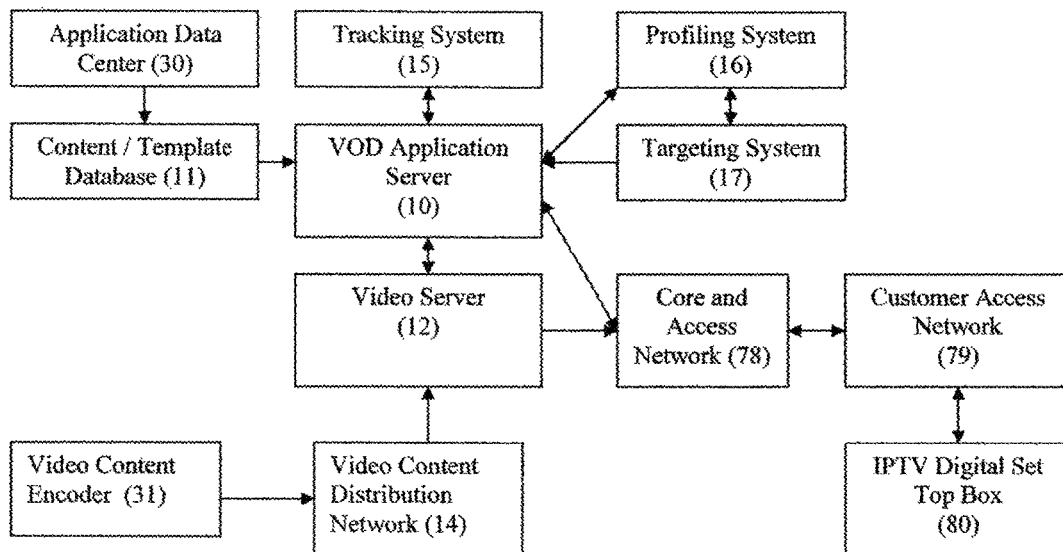 Application Data
Center (30)
Tracking System
(15)
Profiling System
(16)
Content / Template
Database (11)
VOD Application
Server
(10)
Targeting System
(17)
Video Server
(12)
Core and
Access
Network (78)
Customer Access
Network
(79)
Video Content
Encoder (31)
Video Content
Distribution
Network (14)
IPTV Digital Set
Top Box
(80)